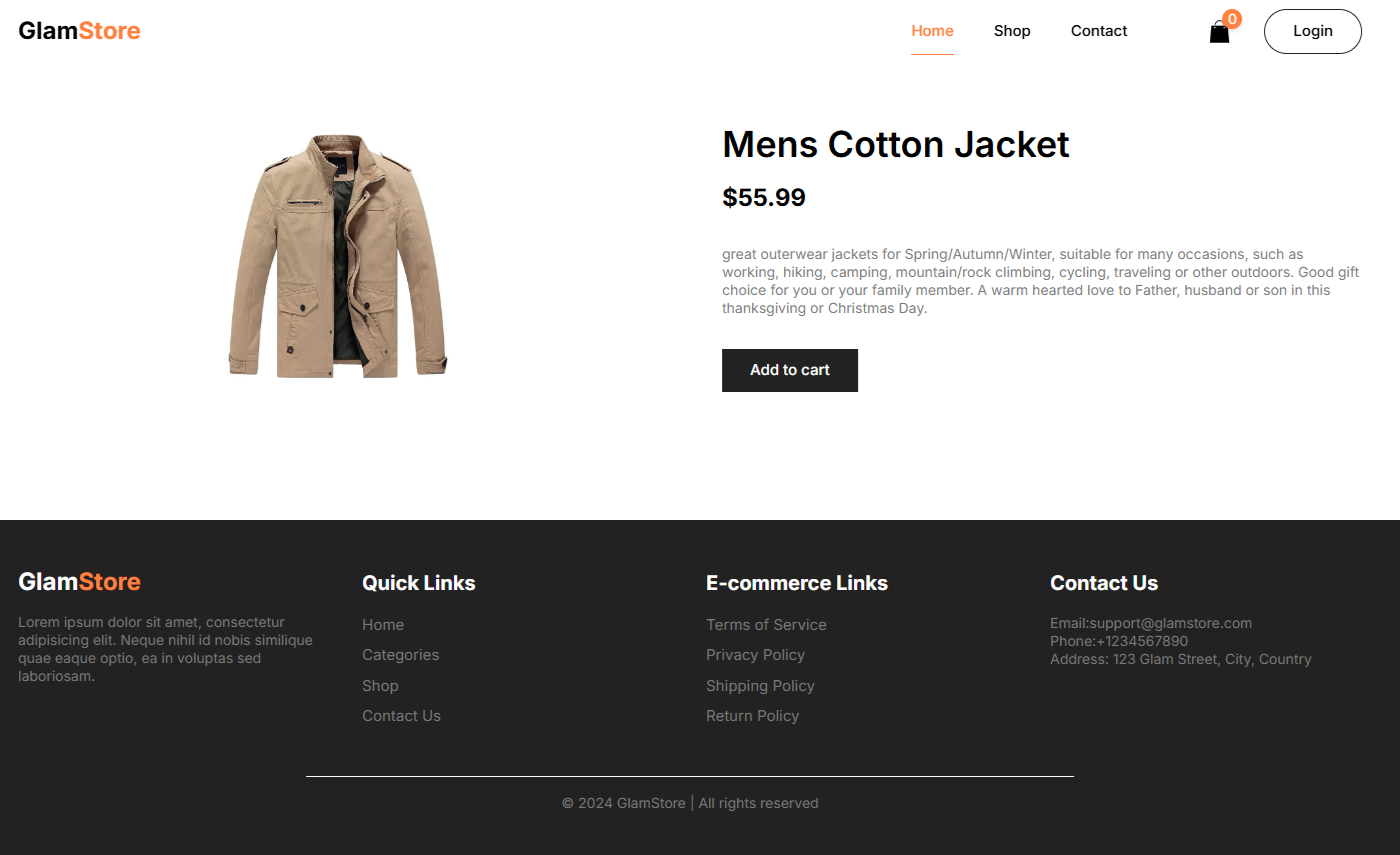 GlamStore
Home
Shop
Contact
0
Login
Mens Cotton Jacket
$55.99
great outerwear jackets for Spring/Autumn/Winter, suitable for many occasions, such as
working, hiking, camping, mountain/rock climbing, cycling, traveling or other outdoors. Good gift
choice for you or your family member. A warm hearted love to Father, husband or son in this
thanksgiving or Christmas Day.
Add to cart
GlamStore
Lorem ipsum dolor sit amet, consectetur
adipisicing elit. Neque nihil id nobis similique
quae eaque optio, ea in voluptas sed
laboriosam.
Quick Links
Home
Categories
Shop
Contact Us
E-commerce Links
Terms of Service
Privacy Policy
Shipping Policy
Return Policy
Contact Us
Email:support@glamstore.com
Phone:+1234567890
Address: 123 Glam Street, City, Country
© 2024 GlamStore | All rights reserved